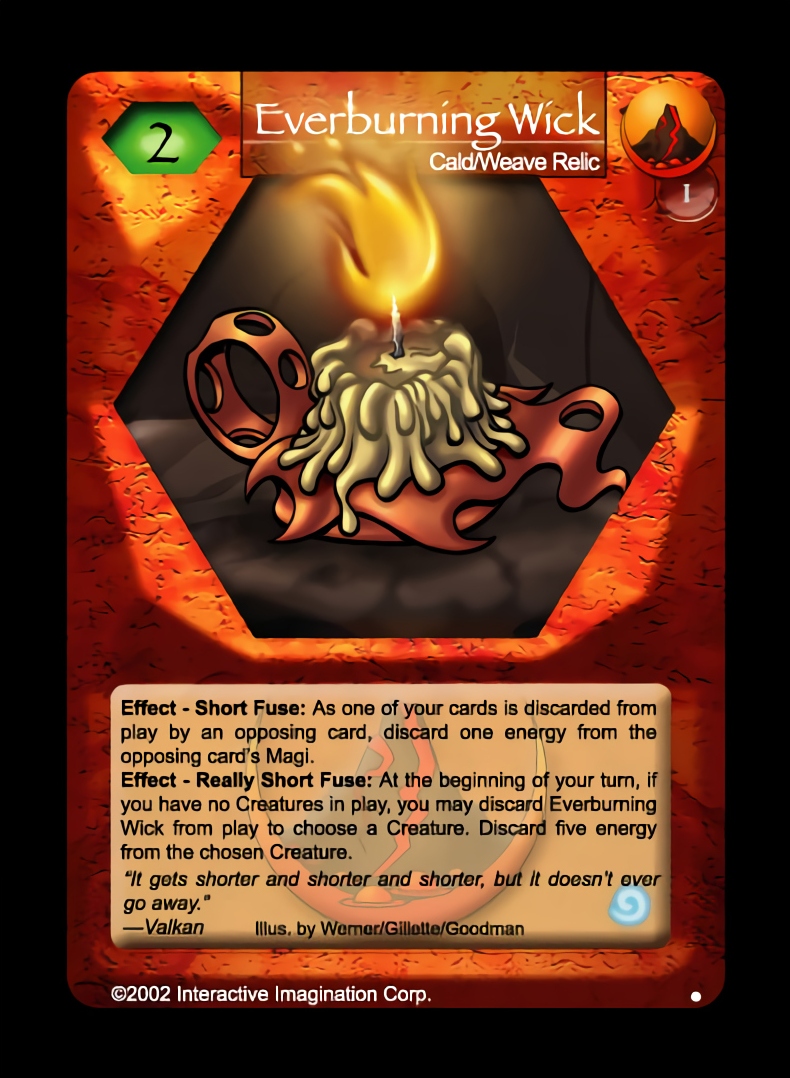 2
Everburning Wick
Cald/Weave Relic
I
Effect - Short Fuse: As one of your cards is discarded from
play by an opposing card, discard one energy from the
opposing card's Magi.
Effect - Really Short Fuse: At the beginning of your turn, if
you have no Creatures in play, you may discard Everburning
Wick from play to choose a Creature. Discard five energy
from the chosen Creature.
"It gets shorter and shorter and shorter, but it doesn't ever
go away."
—Valkan Illus. by Werner/Gillette/Goodman
©2002 Interactive Imagination Corp.